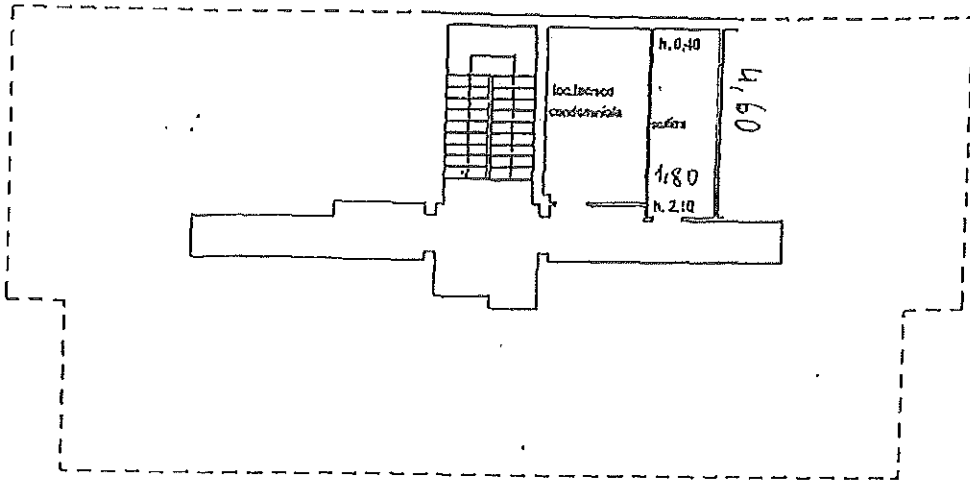 h. 0,40
loc.tecnico
condominiale
soffitta
4,60
1,80
h. 2,10